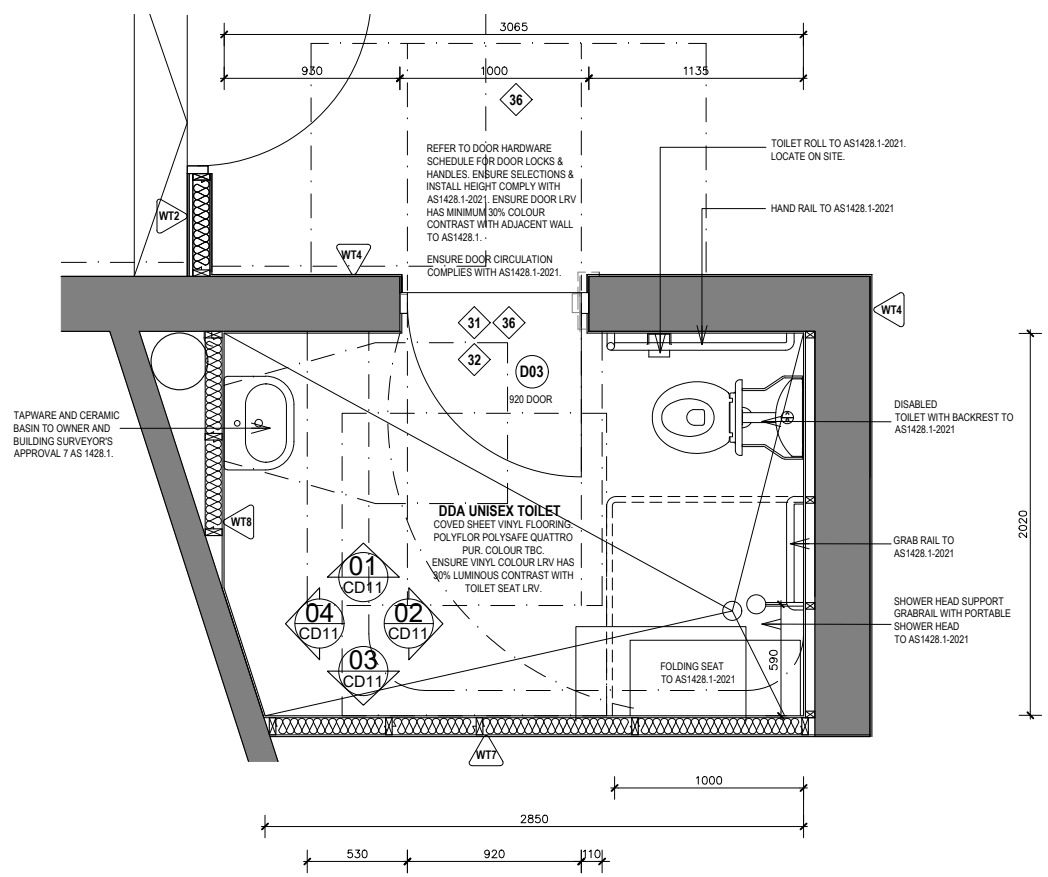 3065
930
1000
1135
36
REFER TO DOOR HARDWARE
SCHEDULE FOR DOOR LOCKS &
HANDLES. ENSURE SELECTIONS &
INSTALL HEIGHT COMPLY WITH
AS1428.1-2021. ENSURE DOOR LRV
HAS MINIMUM 30% COLOUR
CONTRAST WITH ADJACENT WALL
TO AS1428.1.
ENSURE DOOR CIRCULATION
COMPLIES WITH AS1428.1-2021.
TOILET ROLL TO AS1428.1-2021.
LOCATE ON SITE.
HAND RAIL TO AS1428.1-2021
WT2
WT4
WT4
31
36
32
D03
920 DOOR
TAPWARE AND CERAMIC
BASIN TO OWNER AND
BUILDING SURVEYOR'S
APPROVAL 7 AS 1428.1.
DISABLED
TOILET WITH BACKREST TO
AS1428.1-2021
WT8
DDA UNISEX TOILET
COVED SHEET VINYL FLOORING.
POLYFLOR POLYSAFE QUATTRO
PUR. COLOUR TBC.
ENSURE VINYL COLOUR LRV HAS
30% LUMINOUS CONTRAST WITH
TOILET SEAT LRV.
GRAB RAIL TO
AS1428.1-2021
2020
01
CD11
04
CD11
02
CD11
03
CD11
SHOWER HEAD SUPPORT
GRABRAIL WITH PORTABLE
SHOWER HEAD
TO AS1428.1-2021
590
FOLDING SEAT
TO AS1428.1-2021
WT7
1000
2850
530
920
110